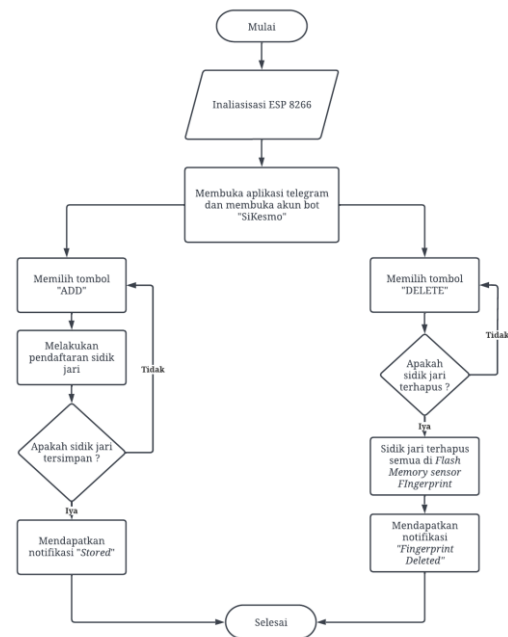 Mulai
Inaliasisasi ESP 8266
Membuka aplikasi telegram
dan membuka akun bot
"SiKesmo"
Memilih tombol
"ADD"
Melakukan
pendaftaran sidik
jari
Tidak
Apakah sidik jari
tersimpan ?
Iya
Mendapatkan
notifikasi "Stored"
Memilih tombol
"DELETE"
Tidak
Apakah
sidik jari
terhapus ?
Iya
Sidik jari terhapus
semua di Flash
Memory sensor
FIngerprint
Mendapatkan
notifikasi
"Fingerprint
Deleted"
Selesai